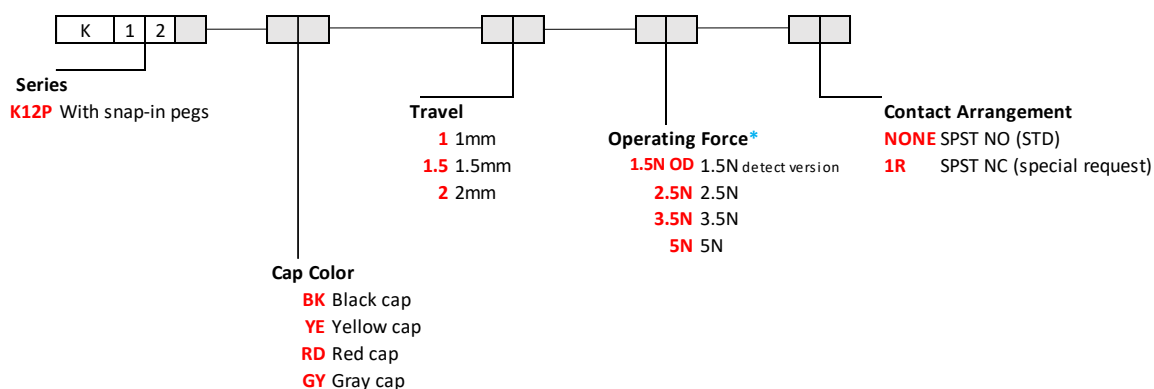 K 1 2
Series
K12P With snap-in pegs
Cap Color
BK Black cap
YE Yellow cap
RD Red cap
GY Gray cap
Travel
1 1mm
1.5 1.5mm
2 2mm
Operating Force*
1.5N OD 1.5N detect version
2.5N 2.5N
3.5N 3.5N
5N 5N
Contact Arrangement
NONE SPST NO (STD)
1R SPST NC (special request)